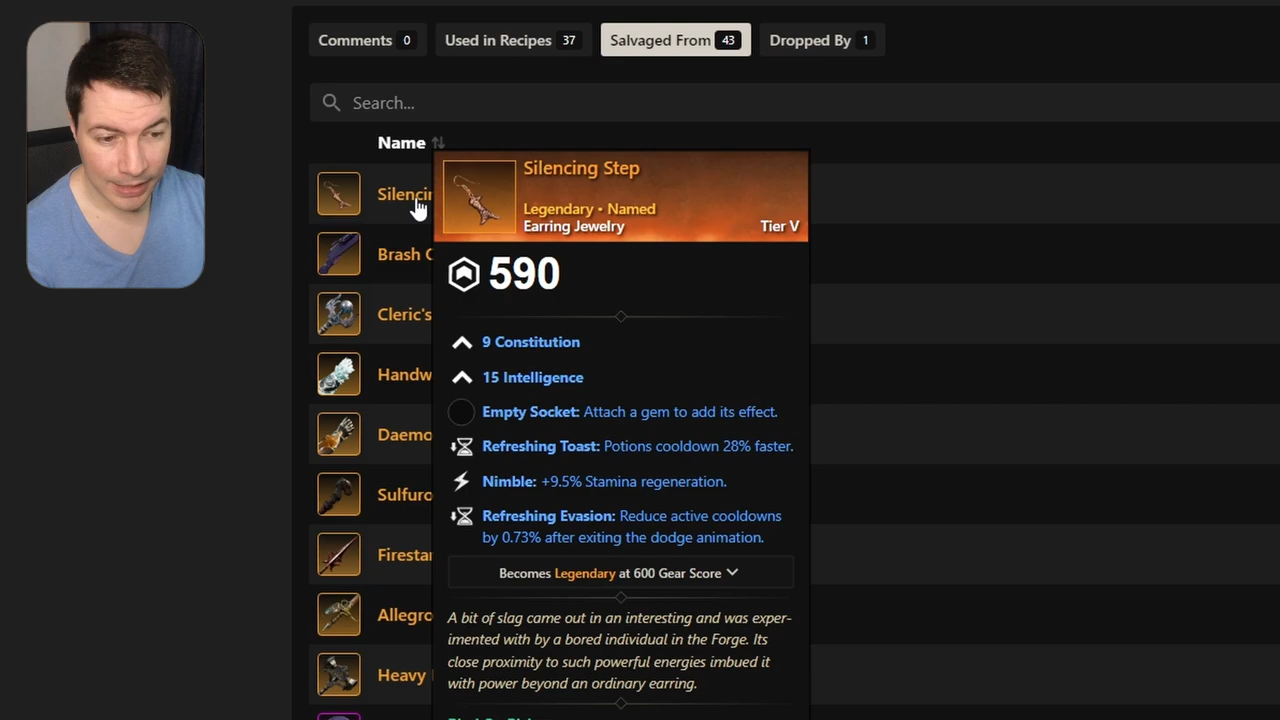 Comments 0
Used in Recipes 37
Salvaged From 43
Dropped By 1
Search...
Name
Silencin
Silencing Step
Legendary • Named
Earring Jewelry
Tier V
590
9 Constitution
15 Intelligence
Empty Socket: Attach a gem to add its effect.
Refreshing Toast: Potions cooldown 28% faster.
Nimble: +9.5% Stamina regeneration.
Refreshing Evasion: Reduce active cooldowns
by 0.73% after exiting the dodge animation.
Becomes Legendary at 600 Gear Score
A bit of slag came out in an interesting and was exper-
imented with by a bored individual in the Forge. Its
close proximity to such powerful energies imbued it
with power beyond an ordinary earring.
Brash
Cleric's
Handw
Daemo
Sulfuro
Firestar
Allegro
Heavy